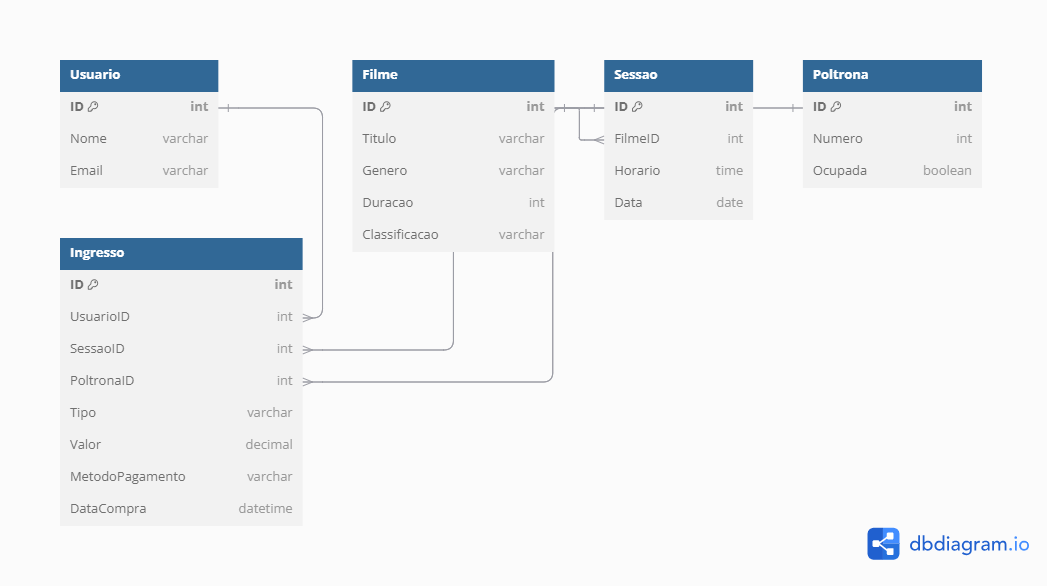 Usuario
ID int
Nome varchar
Email varchar
Filme
ID int
Titulo varchar
Genero varchar
Duracao int
Classificacao varchar
Sessao
ID int
FilmeID int
Horario time
Data date
Poltrona
ID int
Numero int
Ocupada boolean
Ingresso
ID int
UsuarioID int
SessaoID int
PoltronaID int
Tipo varchar
Valor decimal
MetodoPagamento varchar
DataCompra datetime
dbdiagram.io